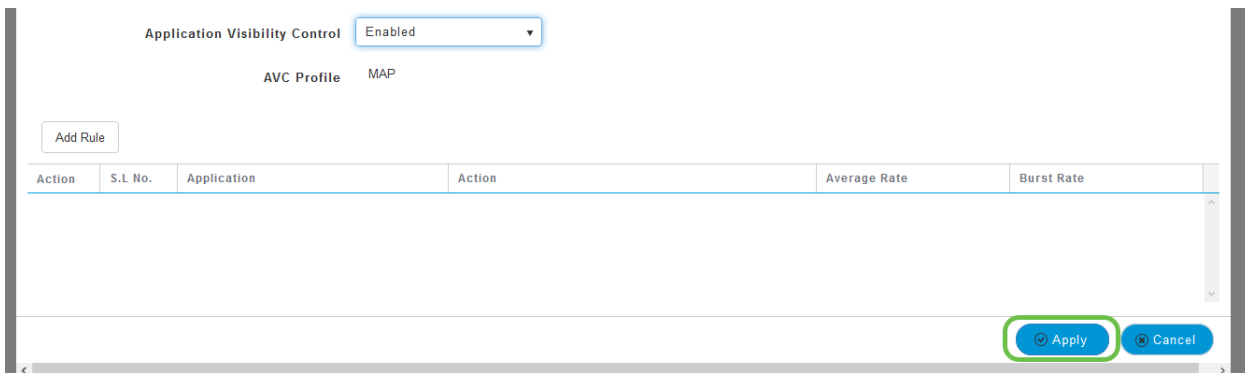 Application Visibility Control Enabled
AVC Profile MAP
Add Rule
Action S.L No. Application Action Average Rate Burst Rate
Apply Cancel